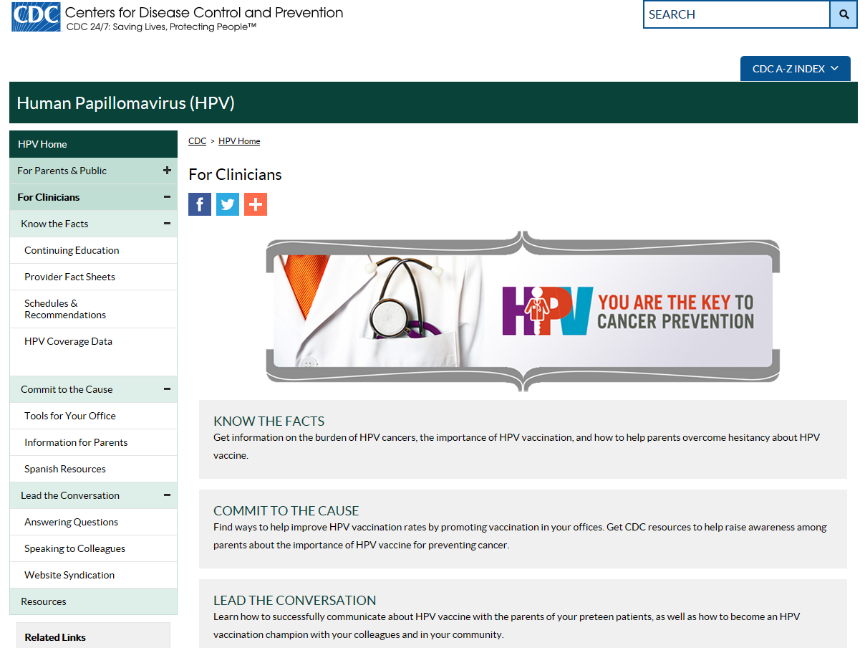 CDC Centers for Disease Control and Prevention
CDC 24/7: Saving Lives, Protecting People™
SEARCH
CDC A-Z INDEX
Human Papillomavirus (HPV)
HPV Home
For Parents & Public +
For Clinicians -
Know the Facts -
Continuing Education
Provider Fact Sheets
Schedules &
Recommendations
HPV Coverage Data
Commit to the Cause -
Tools for Your Office
Information for Parents
Spanish Resources
Lead the Conversation -
Answering Questions
Speaking to Colleagues
Website Syndication
Resources
Related Links
CDC > HPV Home
For Clinicians
HPV YOU ARE THE KEY TO
CANCER PREVENTION
KNOW THE FACTS
Get information on the burden of HPV cancers, the importance of HPV vaccination, and how to help parents overcome hesitancy about HPV
vaccine.
COMMIT TO THE CAUSE
Find ways to help improve HPV vaccination rates by promoting vaccination in your offices. Get CDC resources to help raise awareness among
parents about the importance of HPV vaccine for preventing cancer.
LEAD THE CONVERSATION
Learn how to successfully communicate about HPV vaccine with the parents of your preteen patients, as well as how to become an HPV
vaccination champion with your colleagues and in your community.